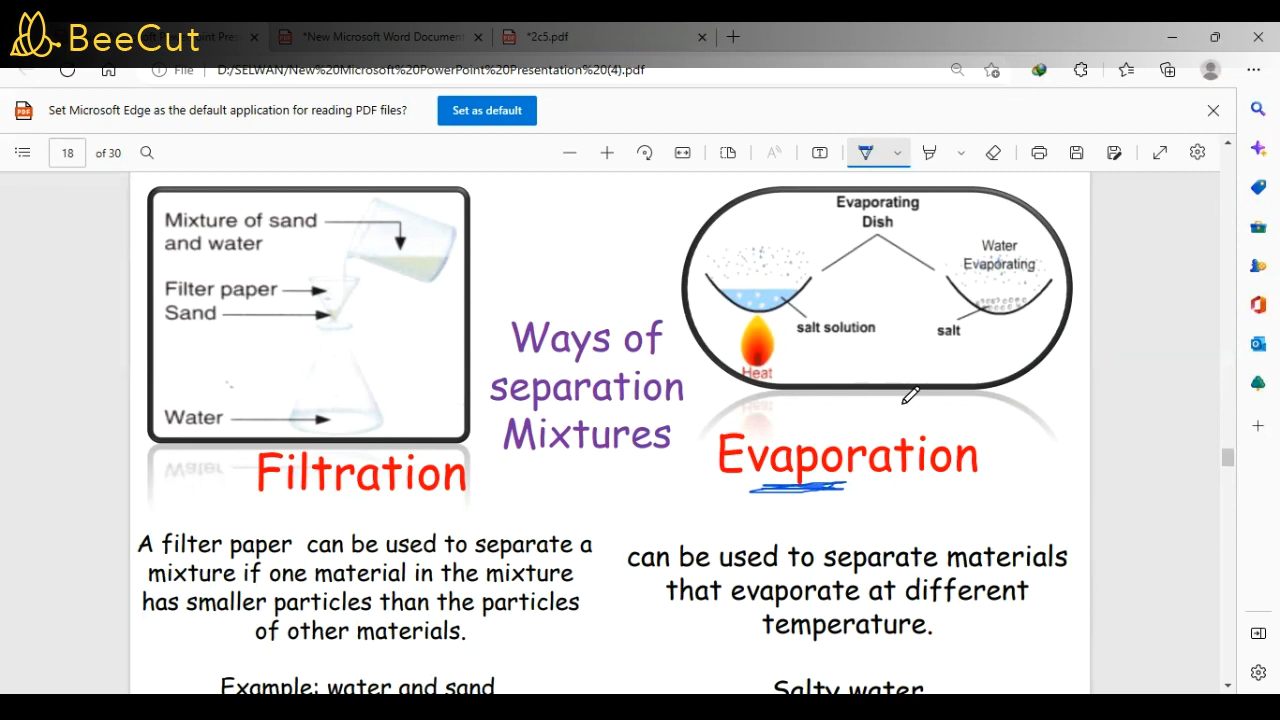 BeeCut
*New Microsoft Word Document
*2c5.pdf
File
D:/SELWAN/New%20Microsoft%20PowerPoint%20Presentation%20(4).pdf
Set Microsoft Edge as the default application for reading PDF files?
Set as default
18 of 30
Mixture of sand
and water
Filter paper
Sand
Water
Filtration
A filter paper can be used to separate a
mixture if one material in the mixture
has smaller particles than the particles
of other materials.
Example: water and sand
Ways of
separation
Mixtures
Evaporating
Dish
Water
Evaporating
salt solution
salt
Heat
Evaporation
can be used to separate materials
that evaporate at different
temperature.
Salty water